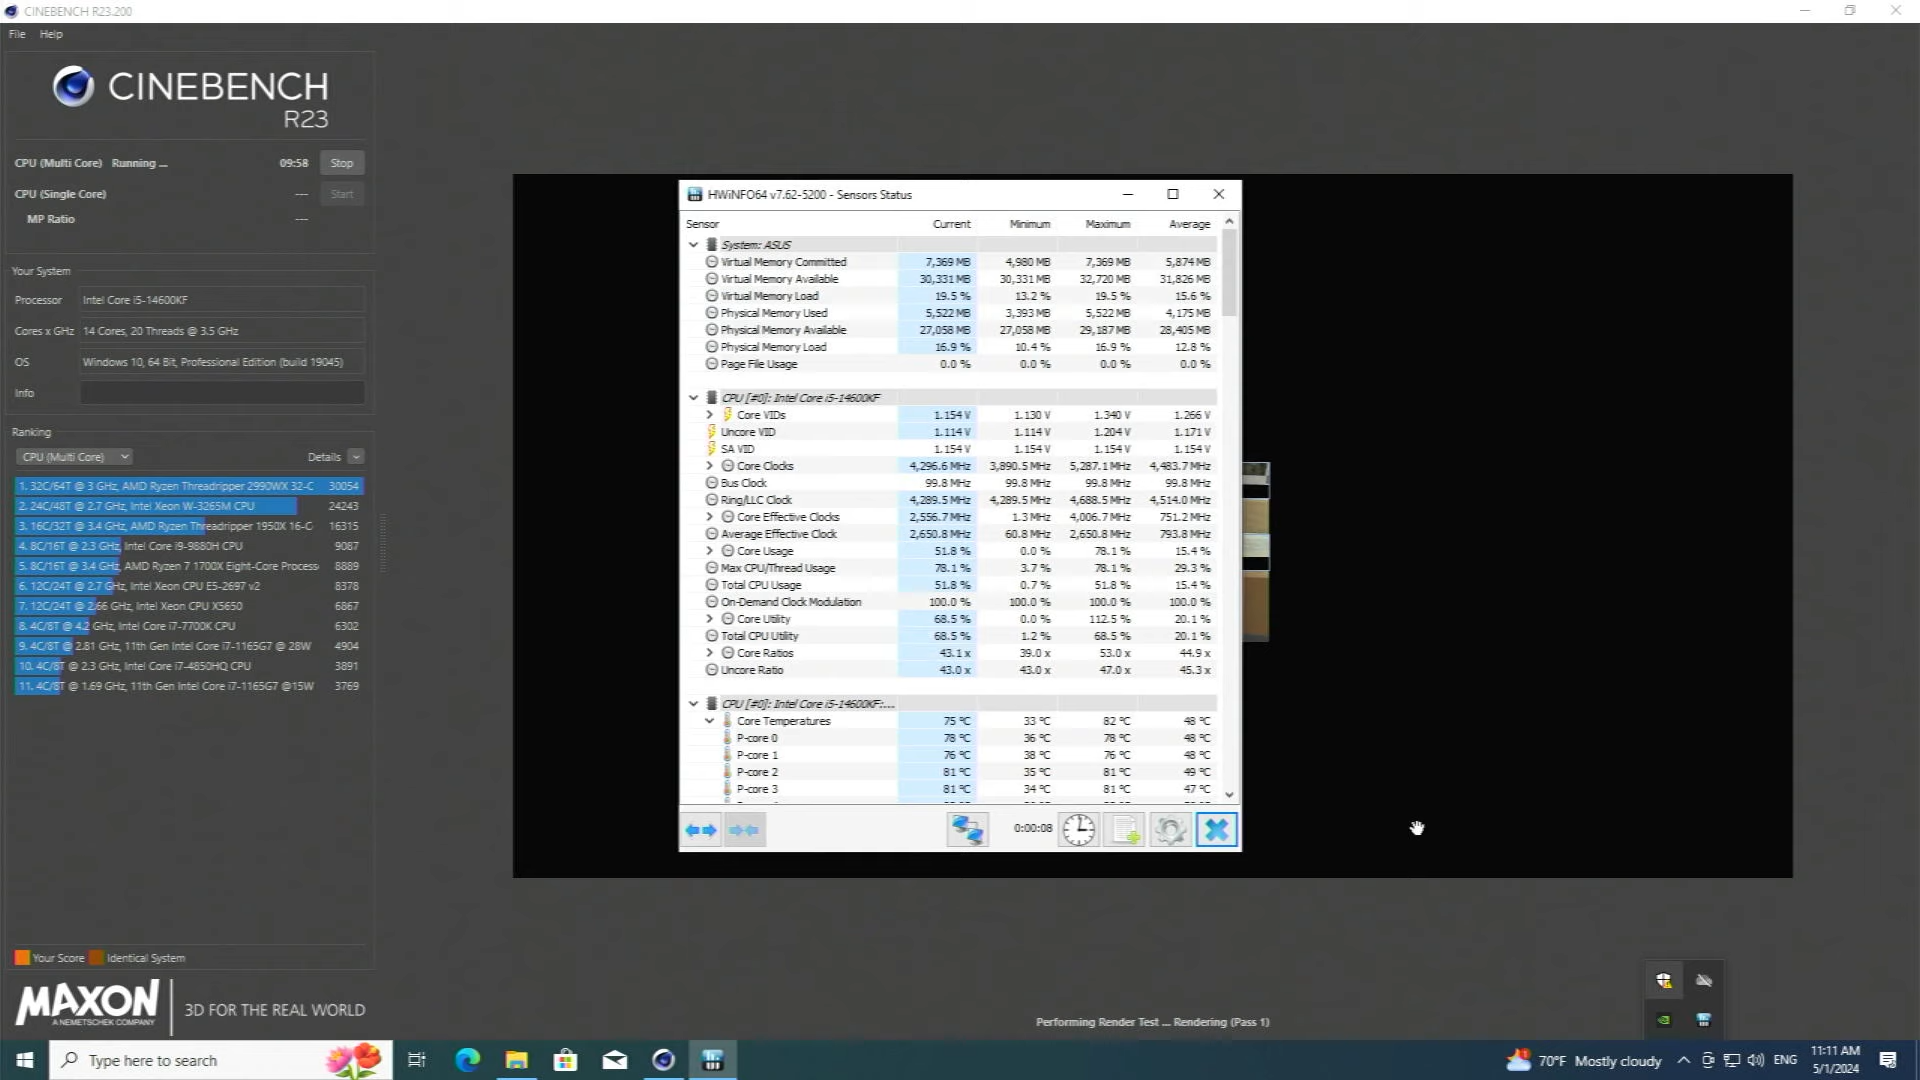 CINEBENCH R23.200
File Help
CINEBENCH
R23
CPU (Multi Core) Running ... 09:58 Stop
CPU (Single Core) --- Start
MP Ratio ---
Your System
Processor Intel Core i5-14600KF
Cores x GHz 14 Cores, 20 Threads @ 3.5 GHz
OS Windows 10, 64 Bit, Professional Edition (build 19045)
Info
Ranking
CPU (Multi Core) Details
1. 32C/64T @ 3 GHz, AMD Ryzen Threadripper 2990WX 32-C 30054
2. 24C/48T @ 2.7 GHz, Intel Xeon W-3265M CPU 24243
3. 16C/32T @ 3.4 GHz, AMD Ryzen Threadripper 1950X 16-C 16315
4. 8C/16T @ 2.3 GHz, Intel Core i9-9880H CPU 9087
5. 8C/16T @ 3.4 GHz, AMD Ryzen 7 1700X Eight-Core Process 8889
6. 12C/24T @ 2.7 GHz, Intel Xeon CPU E5-2697 v2 8378
7. 12C/24T @ 2.66 GHz, Intel Xeon CPU X5650 6867
8. 4C/8T @ 4.2 GHz, Intel Core i7-7700K CPU 6302
9. 4C/8T @ 2.81 GHz, 11th Gen Intel Core i7-1165G7 @ 28W 4904
10. 4C/8T @ 2.3 GHz, Intel Core i7-4850HQ CPU 3891
11. 4C/8T @ 1.69 GHz, 11th Gen Intel Core i7-1165G7 @15W 3769
Your Score Identical System
MAXON
A NEMETSCHEK COMPANY
3D FOR THE REAL WORLD
HWiNFO64 v7.62-5200 - Sensors Status
Sensor Current Minimum Maximum Average
System: ASUS
Virtual Memory Committed 7,369 MB 4,980 MB 7,369 MB 5,874 MB
Virtual Memory Available 30,331 MB 30,331 MB 32,720 MB 31,826 MB
Virtual Memory Load 19.5 % 13.2 % 19.5 % 15.6 %
Physical Memory Used 5,522 MB 3,393 MB 5,522 MB 4,175 MB
Physical Memory Available 27,058 MB 27,058 MB 29,187 MB 28,405 MB
Physical Memory Load 16.9 % 10.4 % 16.9 % 12.8 %
Page File Usage 0.0 % 0.0 % 0.0 % 0.0 %
CPU [#0]: Intel Core i5-14600KF
Core VIDs 1.154 V 1.130 V 1.340 V 1.266 V
Uncore VID 1.114 V 1.114 V 1.204 V 1.171 V
SA VID 1.154 V 1.154 V 1.154 V 1.154 V
Core Clocks 4,296.6 MHz 3,890.5 MHz 5,287.1 MHz 4,483.7 MHz
Bus Clock 99.8 MHz 99.8 MHz 99.8 MHz 99.8 MHz
Ring/LLC Clock 4,289.5 MHz 4,289.5 MHz 4,688.5 MHz 4,514.0 MHz
Core Effective Clocks 2,556.7 MHz 1.3 MHz 4,006.7 MHz 751.2 MHz
Average Effective Clock 2,650.8 MHz 60.8 MHz 2,650.8 MHz 793.8 MHz
Core Usage 51.8 % 0.0 % 78.1 % 15.4 %
Max CPU/Thread Usage 78.1 % 3.7 % 78.1 % 29.3 %
Total CPU Usage 51.8 % 0.7 % 51.8 % 15.4 %
On-Demand Clock Modulation 100.0 % 100.0 % 100.0 % 100.0 %
Core Utility 68.5 % 0.0 % 112.5 % 20.1 %
Total CPU Utility 68.5 % 1.2 % 68.5 % 20.1 %
Core Ratios 43.1 x 39.0 x 53.0 x 44.9 x
Uncore Ratio 43.0 x 43.0 x 47.0 x 45.3 x
CPU [#0]: Intel Core i5-14600KF:...
Core Temperatures 75 °C 33 °C 82 °C 48 °C
P-core 0 78 °C 36 °C 78 °C 48 °C
P-core 1 76 °C 38 °C 76 °C 48 °C
P-core 2 81 °C 35 °C 81 °C 49 °C
P-core 3 81 °C 34 °C 81 °C 47 °C
0:00:08
Performing Render Test ... Rendering (Pass 1)
Type here to search
70°F Mostly cloudy
ENG
11:11 AM
5/1/2024